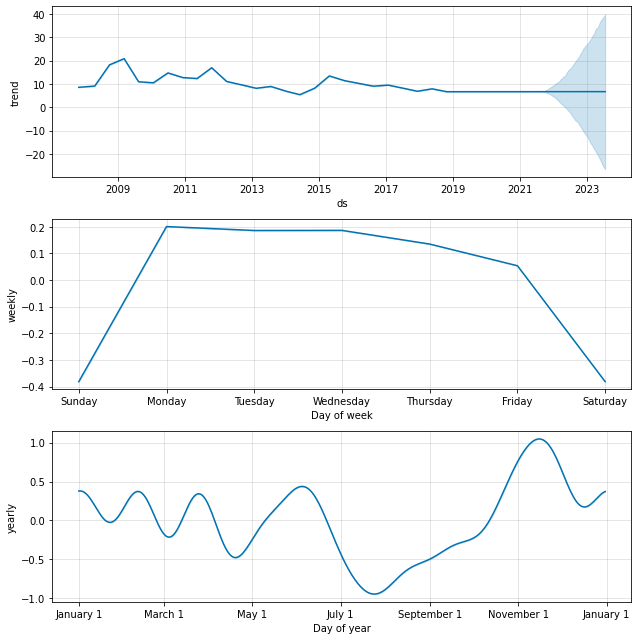 40
30
20
10
0
−10
−20
trend
2009 2011 2013 2015 2017 2019 2021 2023
ds
0.2
0.1
0.0
−0.1
−0.2
−0.3
−0.4
weekly
Sunday Monday Tuesday Wednesday Thursday Friday Saturday
Day of week
1.0
0.5
0.0
−0.5
−1.0
yearly
January 1 March 1 May 1 July 1 September 1 November 1 January 1
Day of year